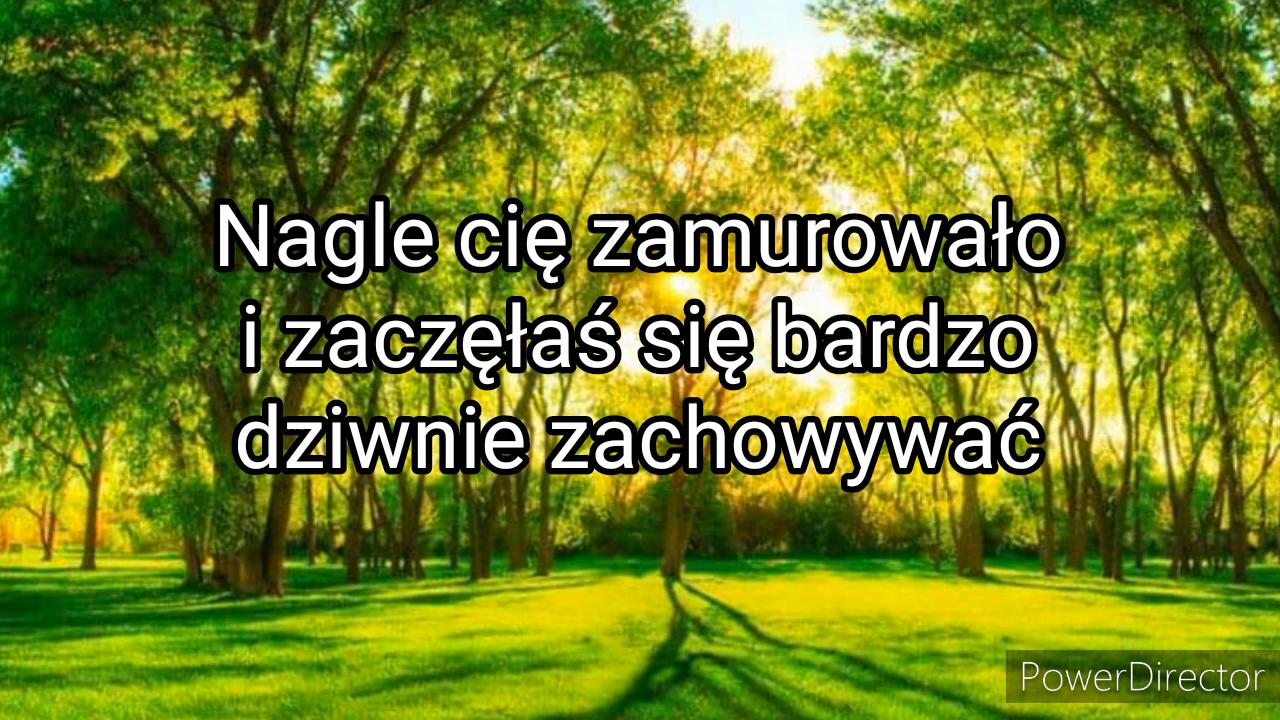 Nagle cię zamurowało
i zaczęłaś się bardzo
dziwnie zachowywać
PowerDirector